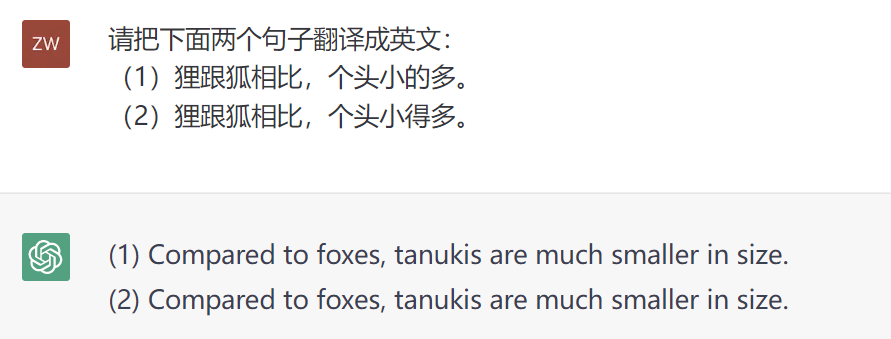 ZW
请把下面两个句子翻译成英文：
（1）狸跟狐相比，个头小的多。
（2）狸跟狐相比，个头小得多。
(1) Compared to foxes, tanukis are much smaller in size.
(2) Compared to foxes, tanukis are much smaller in size.